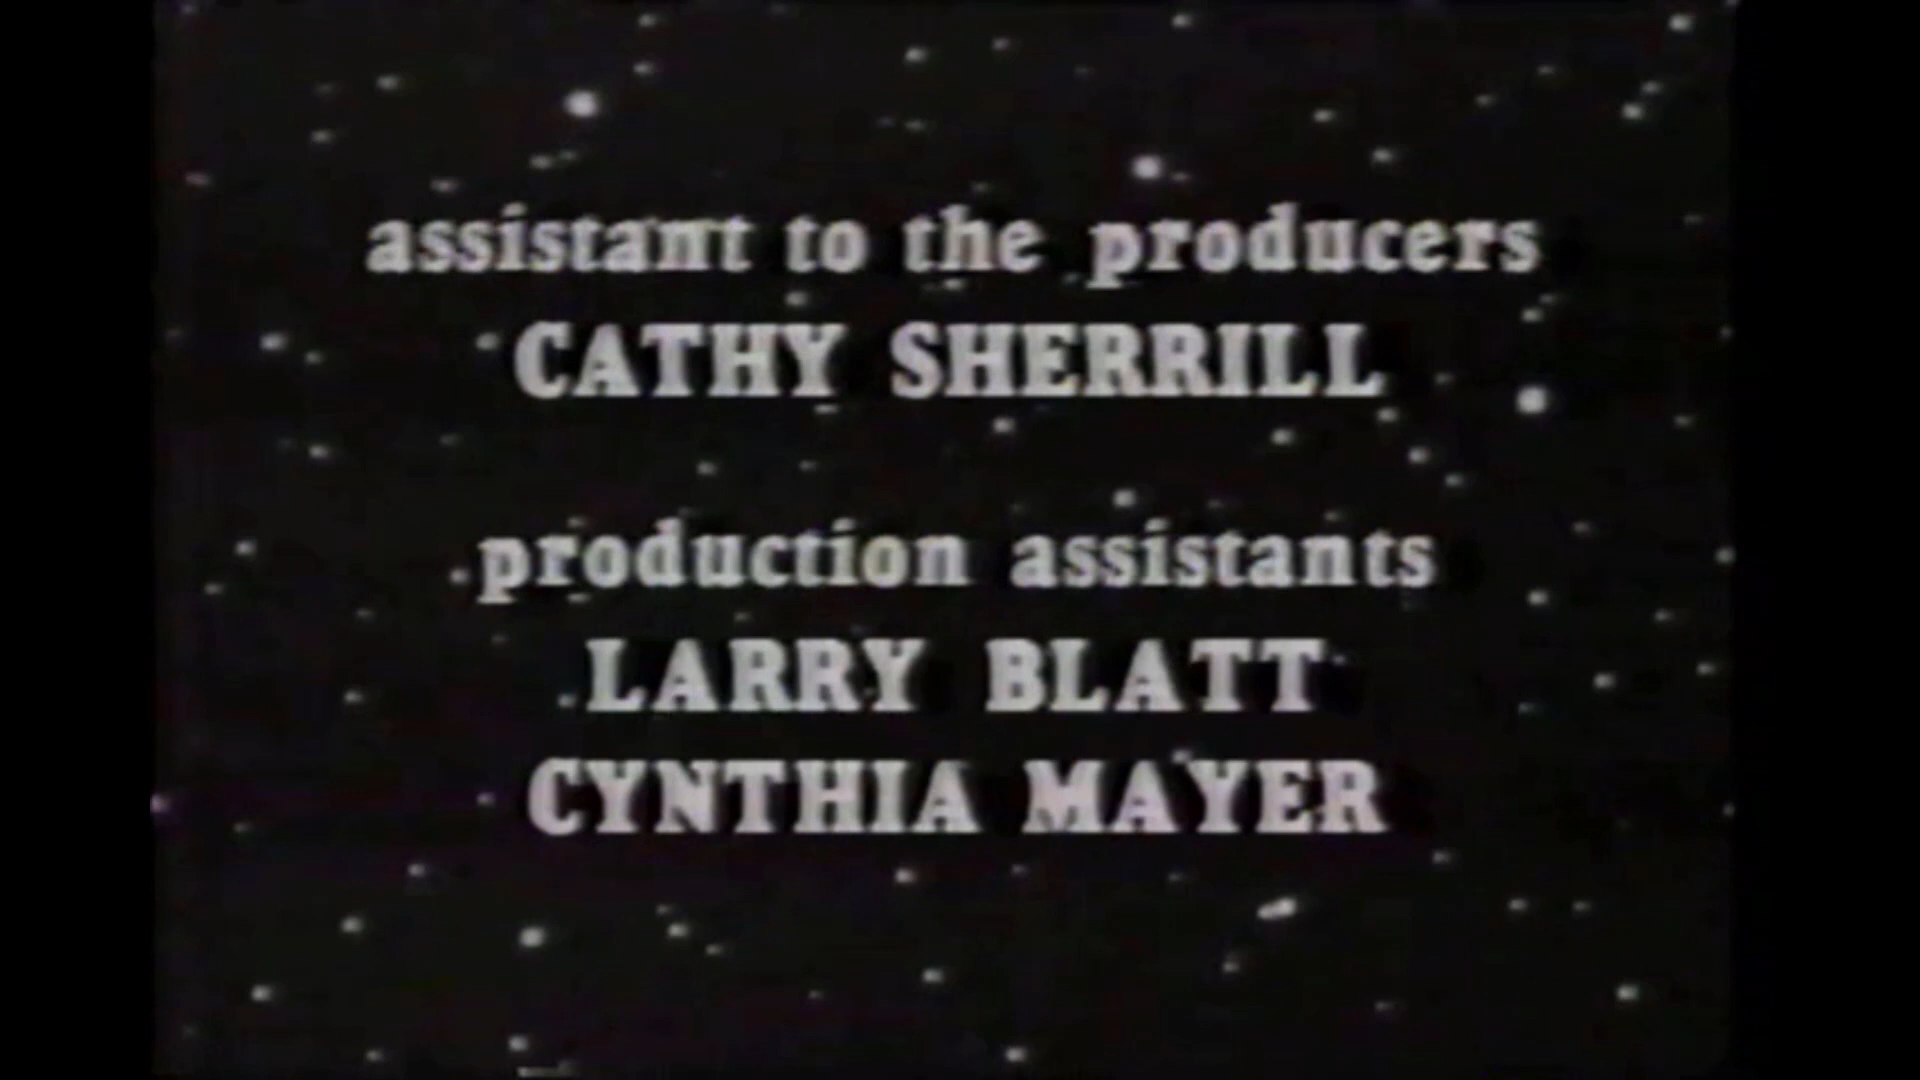 assistant to the producers
CATHY SHERRILL
production assistants
LARRY BLATT
CYNTHIA MAYER